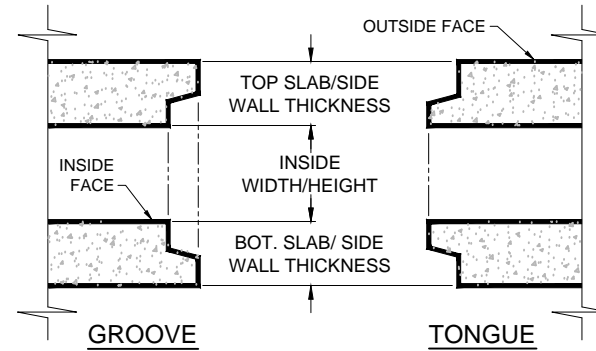 OUTSIDE FACE
TOP SLAB/SIDE
WALL THICKNESS
INSIDE
FACE
INSIDE
WIDTH/HEIGHT
BOT. SLAB/ SIDE
WALL THICKNESS
GROOVE
TONGUE